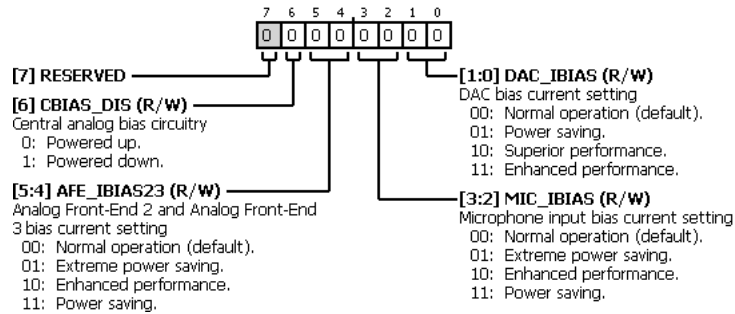 7 6 5 4 3 2 1 0
0 0 0 0 0 0 0 0
[7] RESERVED
[6] CBIAS_DIS (R/W)
Central analog bias circuitry
0: Powered up.
1: Powered down.
[5:4] AFE_IBIAS23 (R/W)
Analog Front-End 2 and Analog Front-End
3 bias current setting
00: Normal operation (default).
01: Extreme power saving.
10: Enhanced performance.
11: Power saving.
[1:0] DAC_IBIAS (R/W)
DAC bias current setting
00: Normal operation (default).
01: Power saving.
10: Superior performance.
11: Enhanced performance.
[3:2] MIC_IBIAS (R/W)
Microphone input bias current setting
00: Normal operation (default).
01: Extreme power saving.
10: Enhanced performance.
11: Power saving.